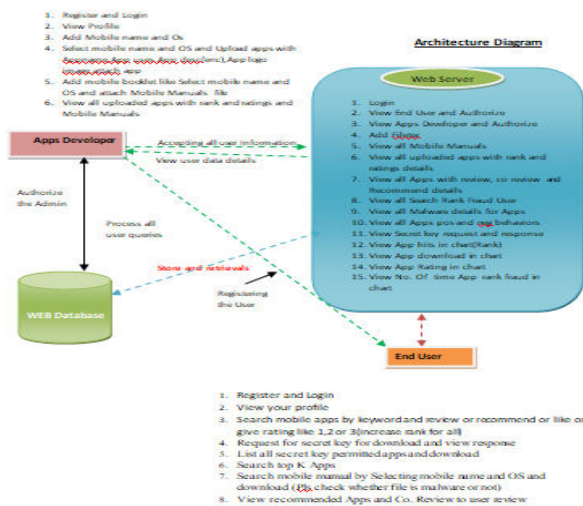 1. Register and Login
2. View Profile
3. Add Mobile name and Os
4. Select mobile name and OS and Upload apps with
image,attach app
5. Add mobile booklet like Select mobile name and
OS and attach Mobile Manuals file
6. View all uploaded apps with rank and ratings and
Mobile Manuals
Architecture Diagram
Web Server
1. Login
2. View End User and Authorize
3. View Apps Developer and Authorize
4. Add Filter
5. View all Mobile Manuals
6. View all uploaded apps with rank and
ratings details
7. View all Apps with review, co review and
Recommend details
8. View all Search Rank Fraud User
9. View all Malware details for Apps
10. View all Apps pos and neg behaviors
11. View Secret key request and response
12. View App hits in chart(Rank)
13. View App download in chart
14. View App Rating in chart
15. View No. Of time App rank fraud in
chart
Apps Developer
Accepting all user Information
View user data details
Authorize
the Admin
Process all
user queries
Store and retrievals
Registering
the User
WEB Database
End User
1. Register and Login
2. View your profile
3. Search mobile apps by keyword and review or recommend or like or
give rating like 1,2 or 3(increase rank for all)
4. Request for secret key for download and view response
5. List all secret key permitted apps and download
6. Search top K Apps
7. Search mobile manual by Selecting mobile name and OS and
download (Pls check whether file is malware or not)
8. View recommended Apps and Co. Review to user review